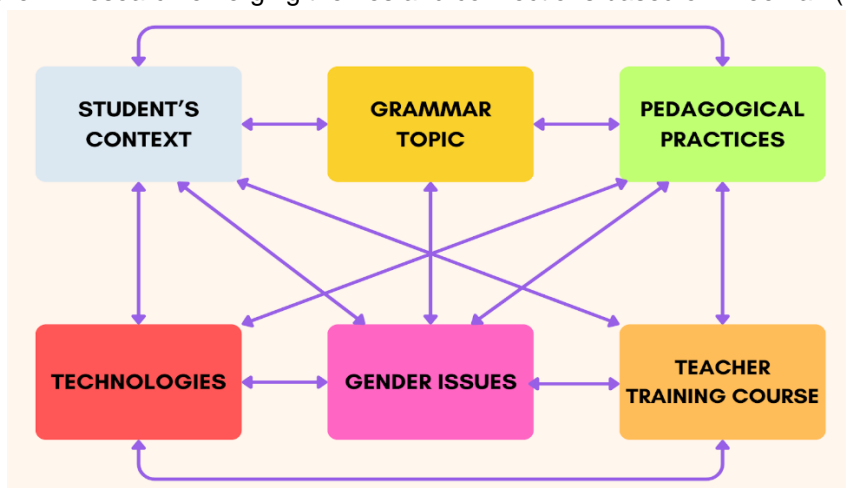 STUDENT'S
CONTEXT
GRAMMAR
TOPIC
PEDAGOGICAL
PRACTICES
TECHNOLOGIES
GENDER ISSUES
TEACHER
TRAINING COURSE